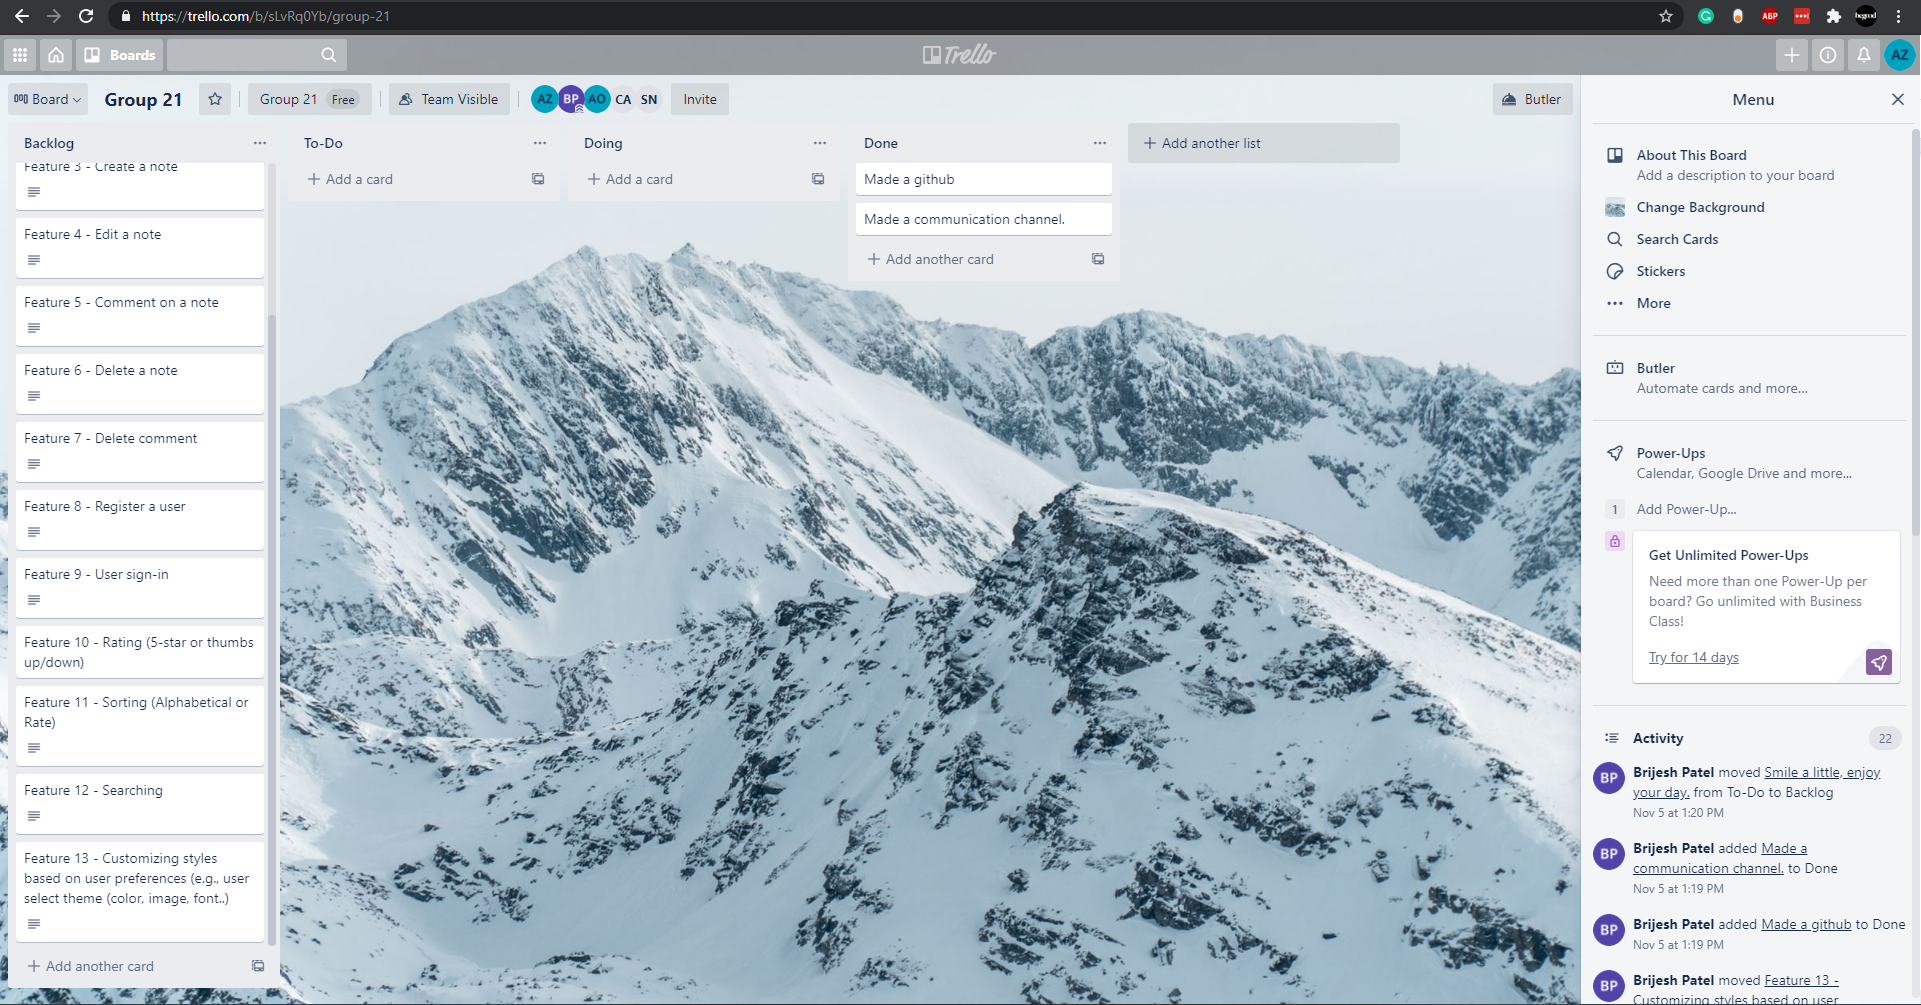 https://trello.com/b/sLvRq0Yb/group-21
ABP
Boards
Trello
AZ
Board
Group 21
Group 21 Free
Team Visible
AZ BP AO CA SN
Invite
Butler
Backlog
Feature 3 - Create a note
Feature 4 - Edit a note
Feature 5 - Comment on a note
Feature 6 - Delete a note
Feature 7 - Delete comment
Feature 8 - Register a user
Feature 9 - User sign-in
Feature 10 - Rating (5-star or thumbs
up/down)
Feature 11 - Sorting (Alphabetical or
Rate)
Feature 12 - Searching
Feature 13 - Customizing styles
based on user preferences (e.g., user
select theme (color, image, font..)
+ Add another card
To-Do
+ Add a card
Doing
+ Add a card
Done
Made a github
Made a communication channel.
+ Add another card
+ Add another list
Menu
About This Board
Add a description to your board
Change Background
Search Cards
Stickers
More
Butler
Automate cards and more...
Power-Ups
Calendar, Google Drive and more...
1 Add Power-Up...
Get Unlimited Power-Ups
Need more than one Power-Up per
board? Go unlimited with Business
Class!
Try for 14 days
Activity 22
BP Brijesh Patel moved Smile a little, enjoy
your day. from To-Do to Backlog
Nov 5 at 1:20 PM
BP Brijesh Patel added Made a
communication channel. to Done
Nov 5 at 1:19 PM
BP Brijesh Patel added Made a github to Done
Nov 5 at 1:19 PM
BP Brijesh Patel moved Feature 13 -
Customizing styles based on user